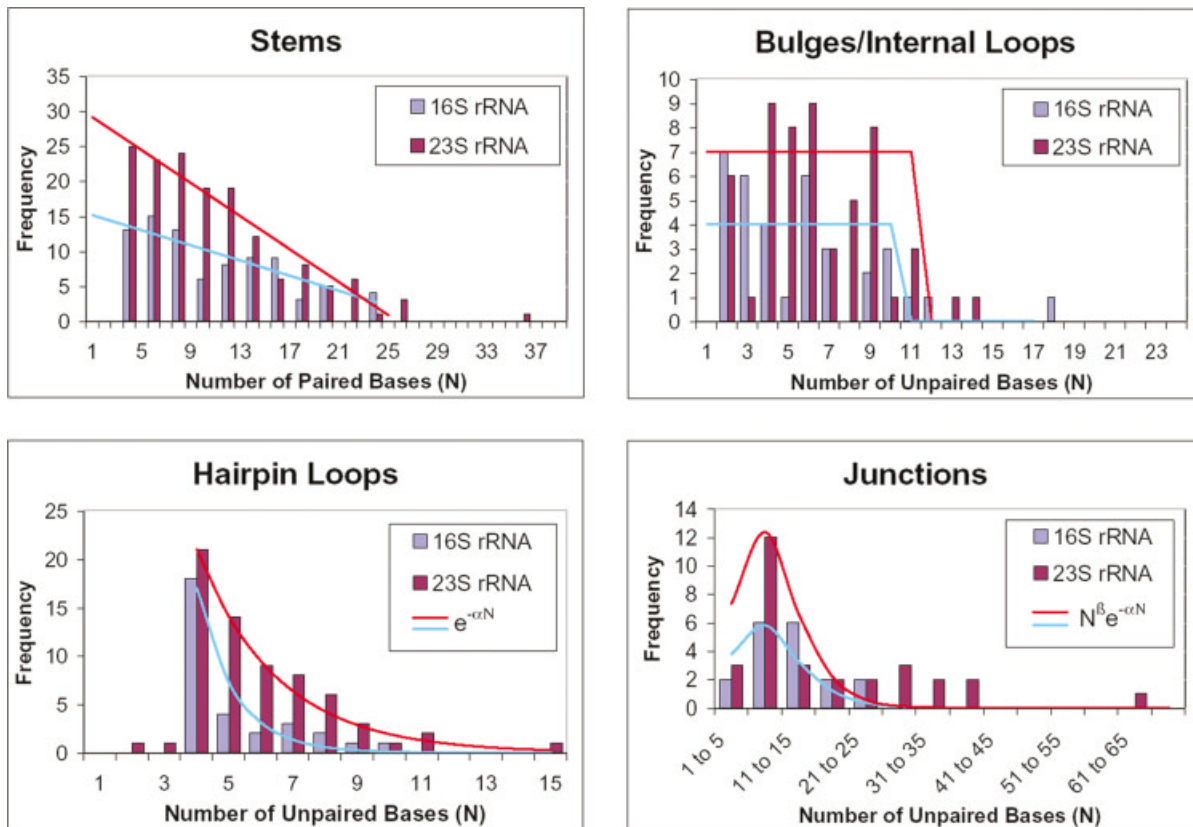 Stems
35
30
25
20
15
10
5
0
Frequency
16S rRNA
23S rRNA
1 5 9 13 17 21 25 29 33 37
Number of Paired Bases (N)
Bulges/Internal Loops
10
9
8
7
6
5
4
3
2
1
0
Frequency
16S rRNA
23S rRNA
1 3 5 7 9 11 13 15 17 19 21 23
Number of Unpaired Bases (N)
Hairpin Loops
25
20
15
10
5
0
Frequency
16S rRNA
23S rRNA
e^-αN
1 3 5 7 9 11 13 15
Number of Unpaired Bases (N)
Junctions
14
12
10
8
6
4
2
0
Frequency
16S rRNA
23S rRNA
N^βe^-αN
1 to 5 11 to 15 21 to 25 31 to 35 41 to 45 51 to 55 61 to 65
Number of Unpaired Bases (N)